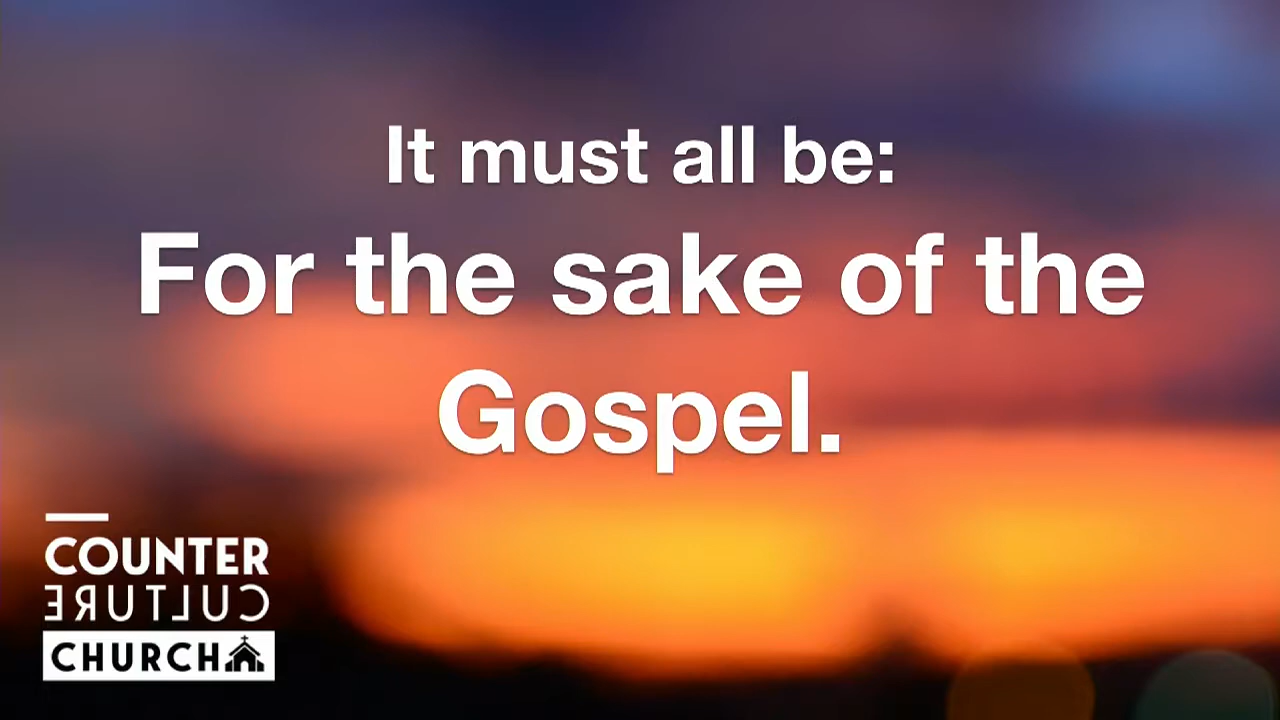 It must all be:
For the sake of the
Gospel.
COUNTER
CULTURE
CHURCH